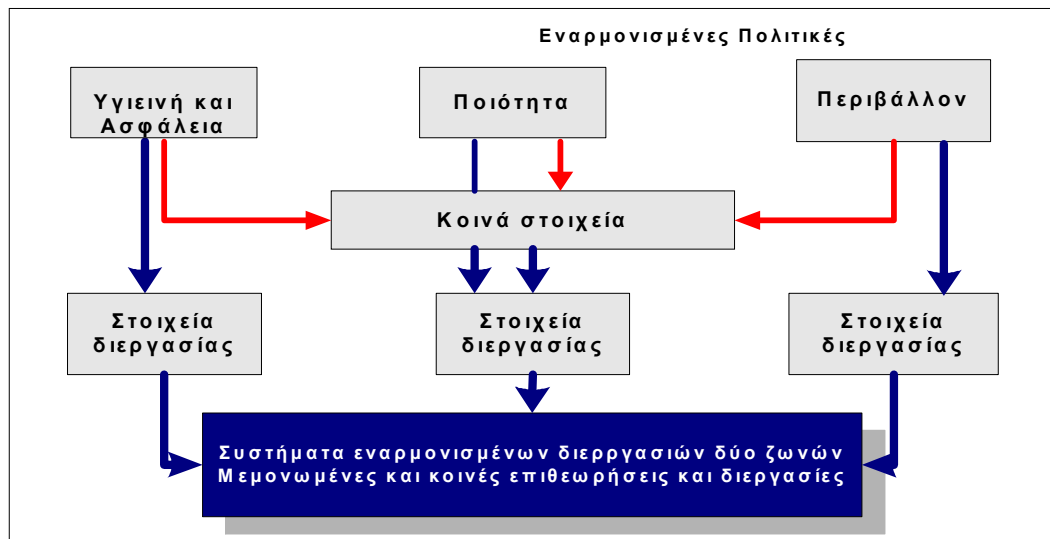 Εναρμονισμένες Πολιτικές
Υγιεινή και
Ασφάλεια
Ποιότητα
Περιβάλλον
Κοινά στοιχεία
Στοιχεία
διεργασίας
Στοιχεία
διεργασίας
Στοιχεία
διεργασίας
Συστήματα εναρμονισμένων διερργασιών δύο ζωνών
Μεμονωμένες και κοινές επιθεωρήσεις και διεργασίες